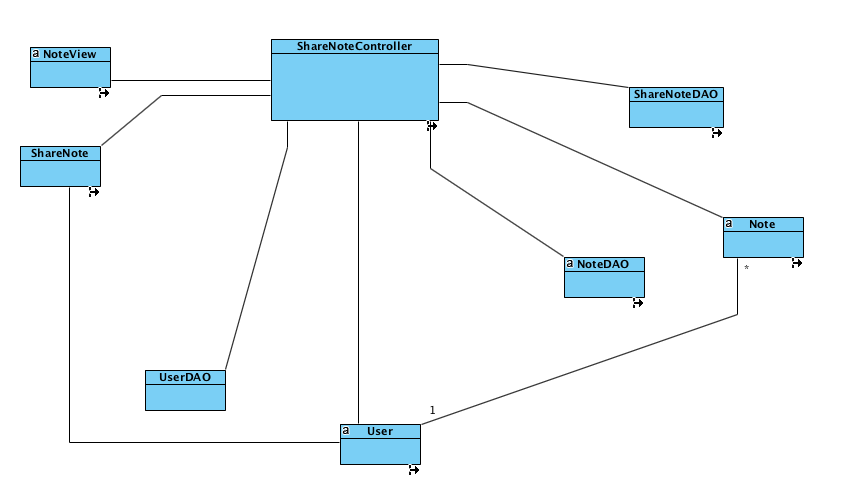 ShareNoteController
a NoteView
ShareNoteDAO
ShareNote
a Note
a NoteDAO
*
UserDAO
1
a User